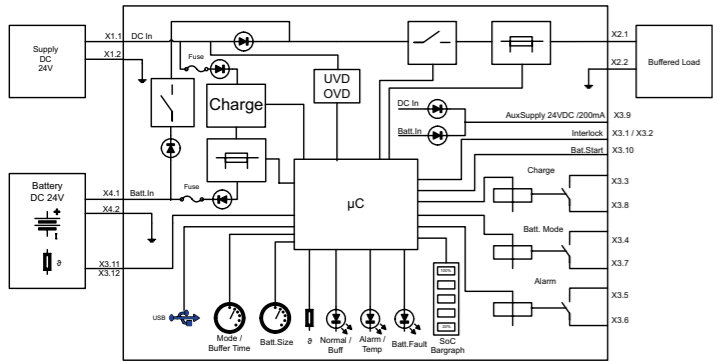 Supply
DC
24V
X1.1
DC In
X1.2
Fuse
Charge
UVD
OVD
X2.1
X2.2
Buffered Load
DC In
Batt.In
AuxSupply 24VDC /200mA
X3.9
Interlock
X3.1 / X3.2
Bat.Start
X3.10
Battery
DC 24V
+
-
ϑ
X4.1
Batt.In
X4.2
Fuse
X3.11
X3.12
µC
Charge
X3.3
X3.8
Batt. Mode
X3.4
X3.7
Alarm
X3.5
X3.6
USB
Mode /
Buffer Time
Batt.Size
ϑ
Normal /
Buff
Alarm /
Temp
Batt.Fault
100%
20%
SoC
Bargraph